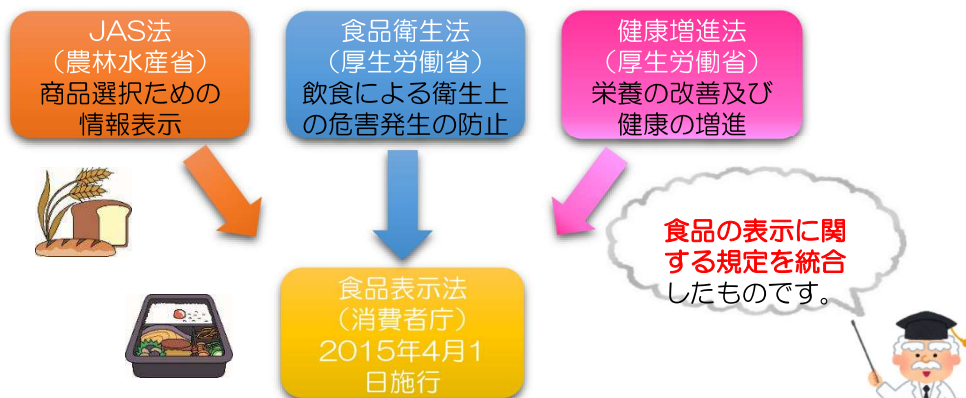 JAS法
（農林水産省）
商品選択ための
情報表示
食品衛生法
（厚生労働省）
飲食による衛生上
の危害発生の防止
健康増進法
（厚生労働省）
栄養の改善及び
健康の増進
食品の表示に関
する規定を統合
したものです。
食品表示法
（消費者庁）
2015年4月1
日施行